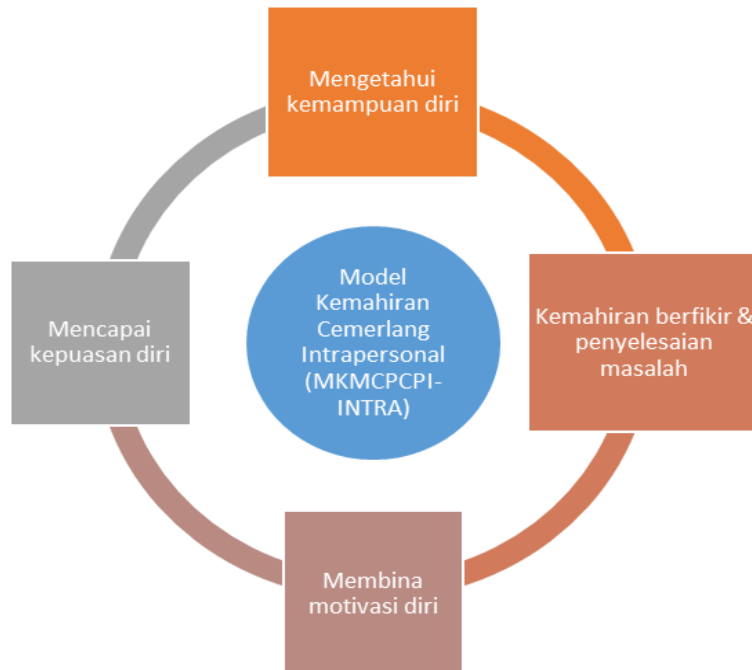 Mengetahui
kemampuan diri
Kemahiran berfikir &
penyelesaian
masalah
Membina
motivasi diri
Mencapai
kepuasan diri
Model
Kemahiran
Cemerlang
Intrapersonal
(MKMCPCPI-
INTRA)